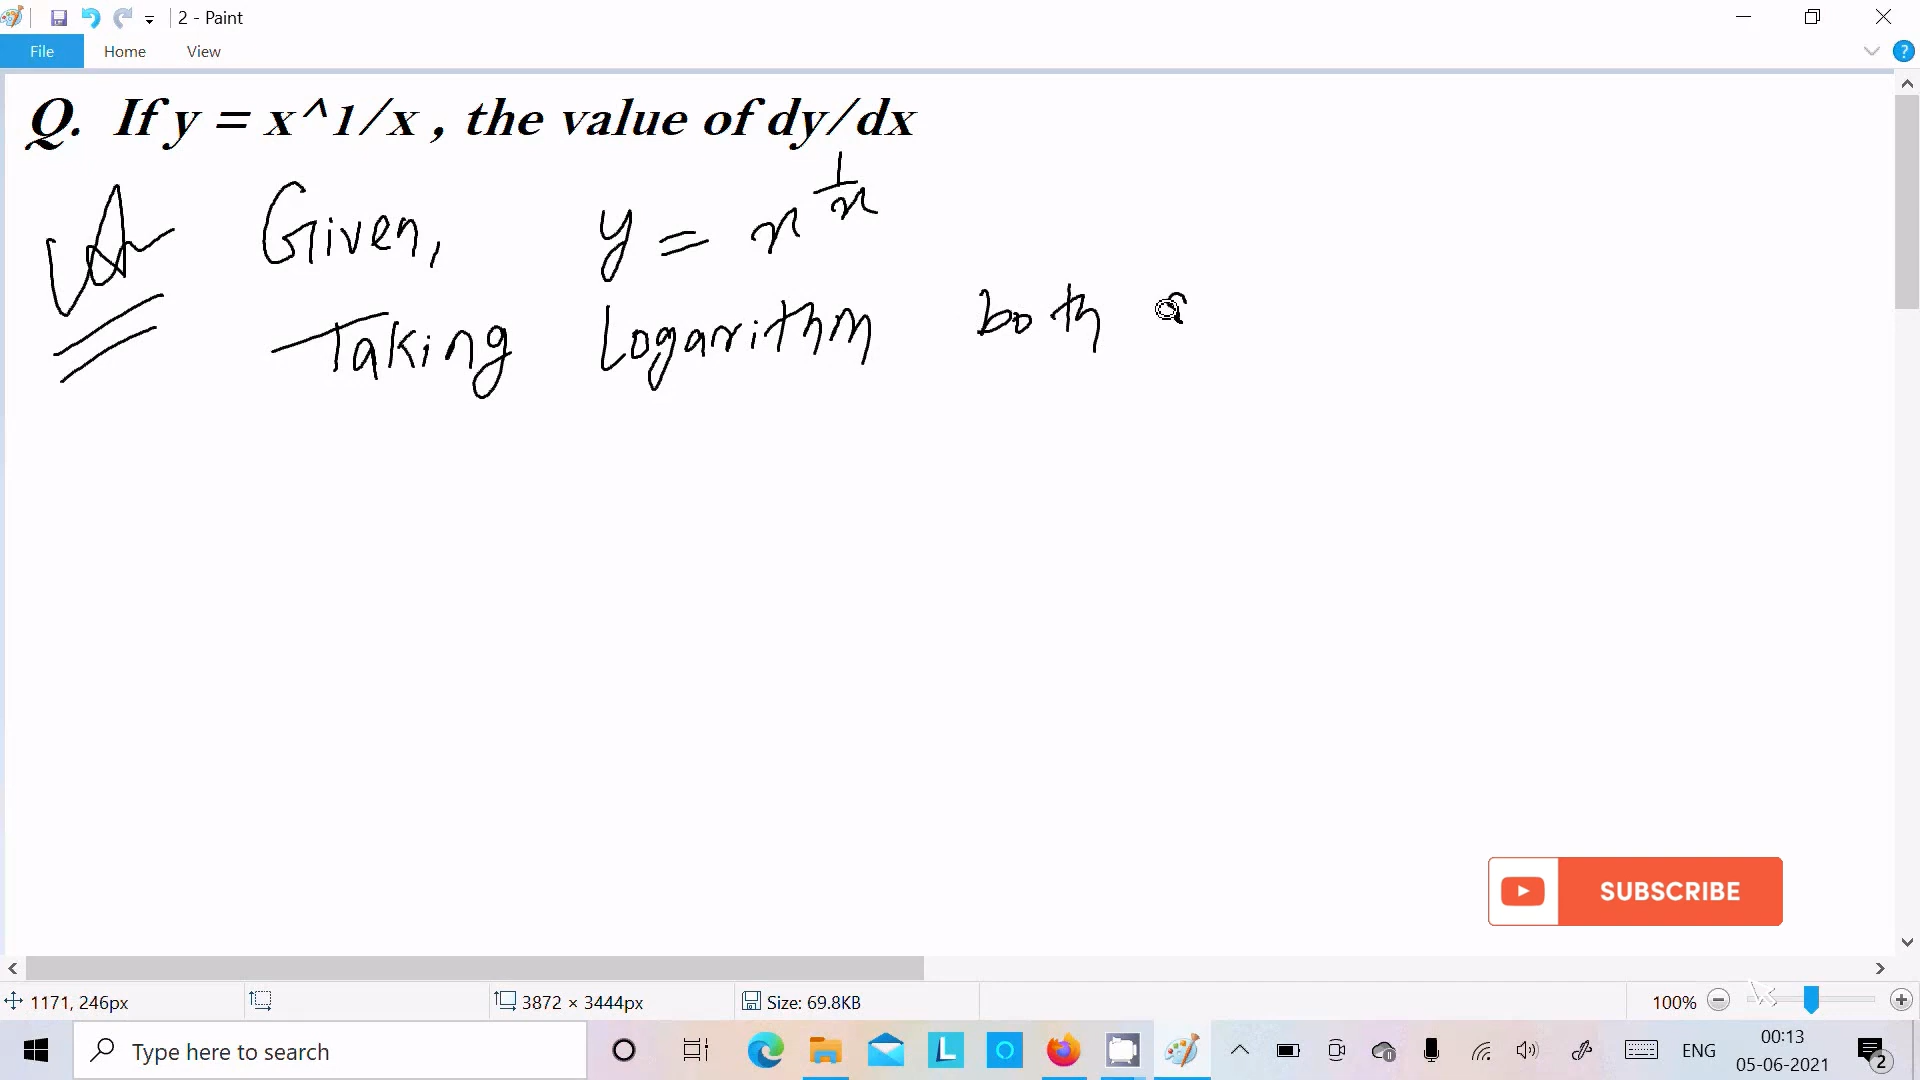 2 - Paint
File Home View
Q. If y = x^1/x , the value of dy/dx
Given, y = x^1/x
Taking Logarithm both
SUBSCRIBE
1171, 246px
3872 × 3444px
Size: 69.8KB
100%
Type here to search
ENG
00:13
05-06-2021
2